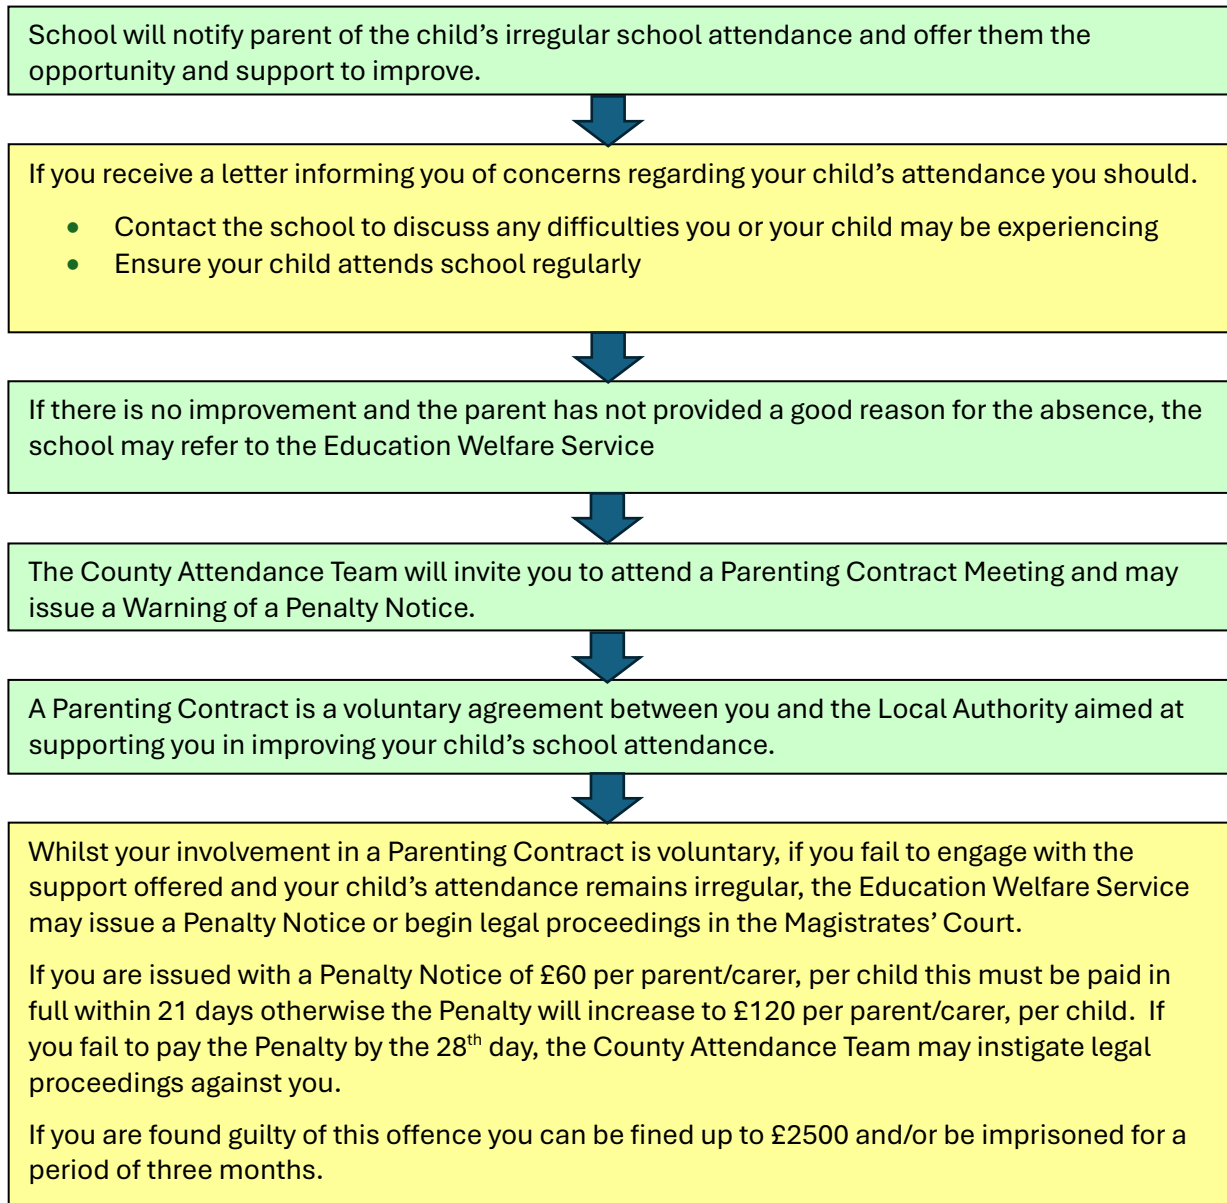 School will notify parent of the child’s irregular school attendance and offer them the
opportunity and support to improve.
If you receive a letter informing you of concerns regarding your child’s attendance you should.
• Contact the school to discuss any difficulties you or your child may be experiencing
• Ensure your child attends school regularly
If there is no improvement and the parent has not provided a good reason for the absence, the
school may refer to the Education Welfare Service
The County Attendance Team will invite you to attend a Parenting Contract Meeting and may
issue a Warning of a Penalty Notice.
A Parenting Contract is a voluntary agreement between you and the Local Authority aimed at
supporting you in improving your child’s school attendance.
Whilst your involvement in a Parenting Contract is voluntary, if you fail to engage with the
support offered and your child’s attendance remains irregular, the Education Welfare Service
may issue a Penalty Notice or begin legal proceedings in the Magistrates’ Court.
If you are issued with a Penalty Notice of £60 per parent/carer, per child this must be paid in
full within 21 days otherwise the Penalty will increase to £120 per parent/carer, per child.  If
you fail to pay the Penalty by the 28th day, the County Attendance Team may instigate legal
proceedings against you.
If you are found guilty of this offence you can be fined up to £2500 and/or be imprisoned for a
period of three months.